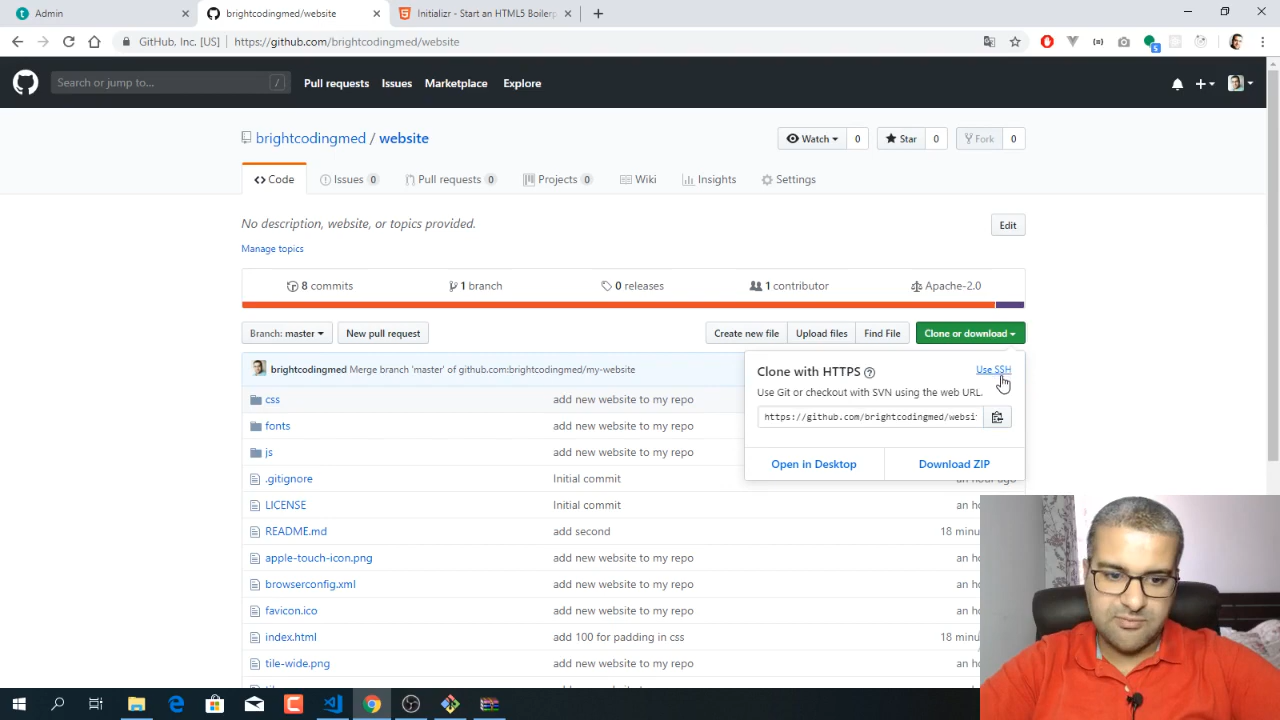 Admin
brightcodingmed/website
Initializr - Start an HTML5 Boilerp
GitHub, Inc. [US] | https://github.com/brightcodingmed/website
Search or jump to... /
Pull requests Issues Marketplace Explore
brightcodingmed / website
Watch 0 Star 0 Fork 0
Code Issues 0 Pull requests 0 Projects 0 Wiki Insights Settings
No description, website, or topics provided.
Edit
Manage topics
8 commits 1 branch 0 releases 1 contributor Apache-2.0
Branch: master New pull request Create new file Upload files Find File Clone or download
brightcodingmed Merge branch 'master' of github.com:brightcodingmed/my-website
Clone with HTTPS Use SSH
Use Git or checkout with SVN using the web URL.
https://github.com/brightcodingmed/websi
Open in Desktop Download ZIP
css add new website to my repo
fonts add new website to my repo
js add new website to my repo
.gitignore Initial commit an hour ago
LICENSE Initial commit an ho
README.md add second 18 minu
apple-touch-icon.png add new website to my repo an ho
browserconfig.xml add new website to my repo an ho
favicon.ico add new website to my repo an ho
index.html add 100 for padding in css 18 minu
tile-wide.png add new website to my repo an ho